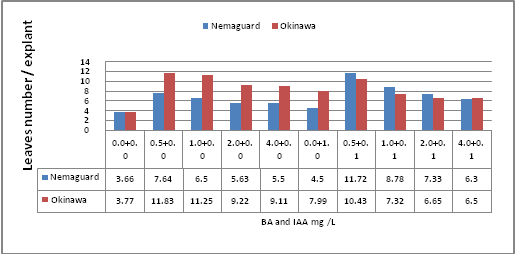 Nemaguard Okinawa
Leaves number/ explant
14
12
10
8
6
4
2
0
0.0+0.0 0.5+0.0 1.0+0.0 2.0+0.0 4.0+0.0 0.0+1.0 0.5+0.1 1.0+0.1 2.0+0.1 4.0+0.1
Nemaguard 3.66 7.64 6.5 5.63 5.5 4.5 11.72 8.78 7.33 6.3
Okinawa 3.77 11.83 11.25 9.22 9.11 7.99 10.43 7.32 6.65 6.5
BA and IAA mg /L